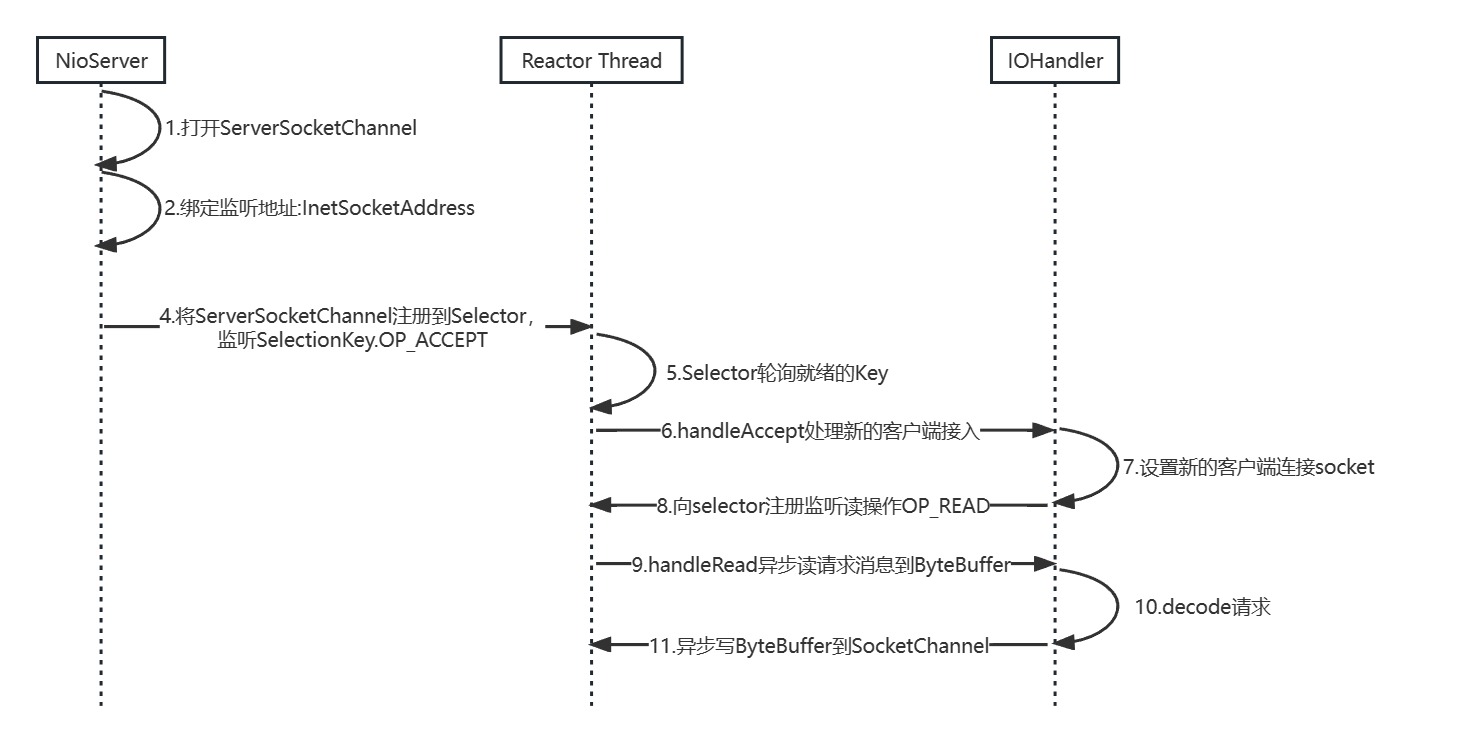 NioServer
Reactor Thread
IOHandler
1.打开ServerSocketChannel
2.绑定监听地址:InetSocketAddress
4.将ServerSocketChannel注册到Selector，
监听SelectionKey.OP_ACCEPT
5.Selector轮询就绪的Key
6.handleAccept处理新的客户端接入
7.设置新的客户端连接socket
8.向selector注册监听读操作OP_READ
9.handleRead异步读请求消息到ByteBuffer
10.decode请求
11.异步写ByteBuffer到SocketChannel